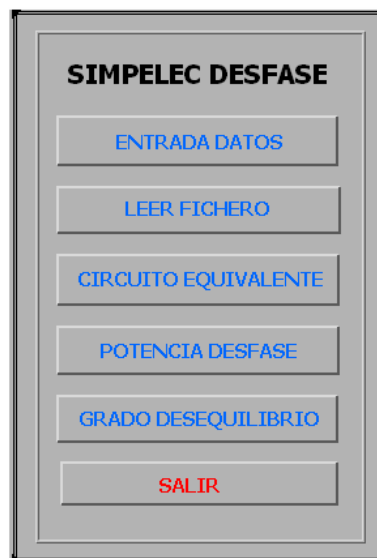 SIMPELEC DESFASE
ENTRADA DATOS
LEER FICHERO
CIRCUITO EQUIVALENTE
POTENCIA DESFASE
GRADO DESEQUILIBRIO
SALIR